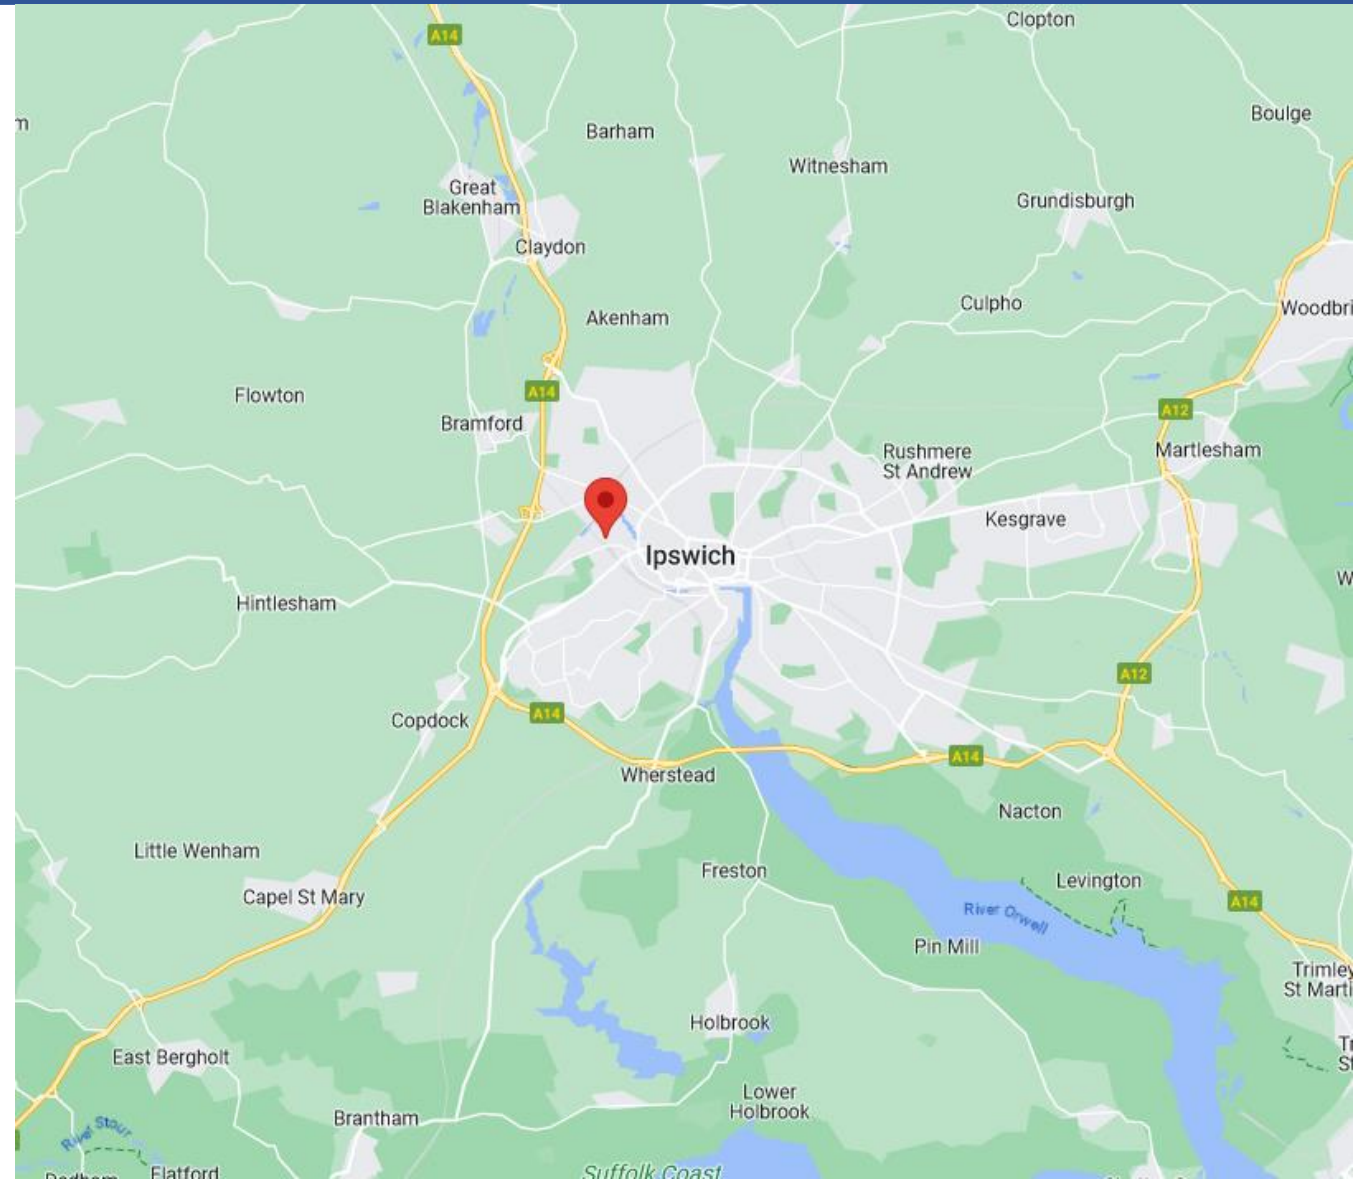 A14
Clopton
m
Barham
Boulge
Witnesham
Great
Blakenham
Grundisburgh
Claydon
Culpho
Woodbri
Akenham
A14
Flowton
A12
Bramford
Rushmere
St Andrew
Martlesham
Kesgrave
Ipswich
W
Hintlesham
A12
Copdock
A14
A14
Wherstead
Nacton
Little Wenham
Freston
Levington
Capel St Mary
A14
River Orwell
Pin Mill
Trimley
St Marti
Holbrook
East Bergholt
Lower
Holbrook
Brantham
River Stour
Flatford
Suffolk Coast